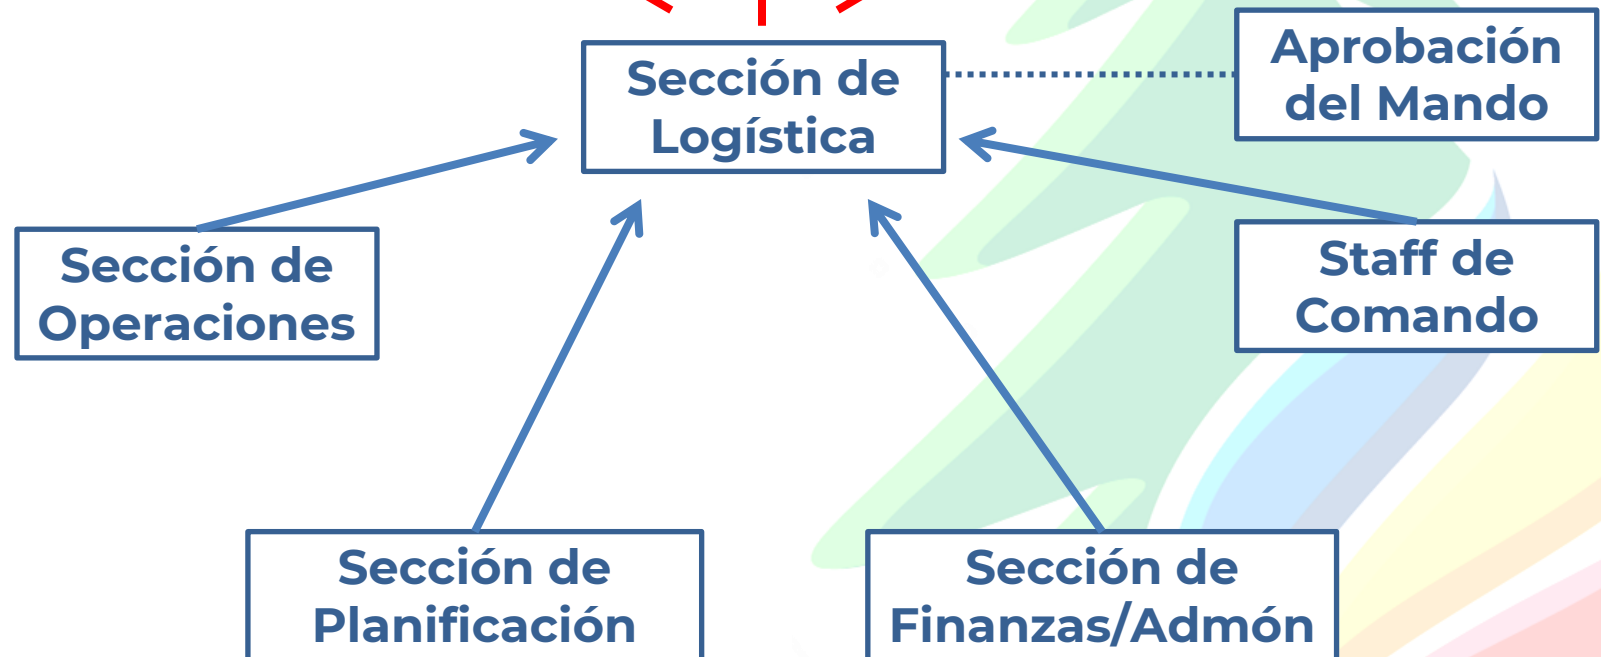 Sección de
Logística
Aprobación
del Mando
Sección de
Operaciones
Staff de
Comando
Sección de
Planificación
Sección de
Finanzas/Admón